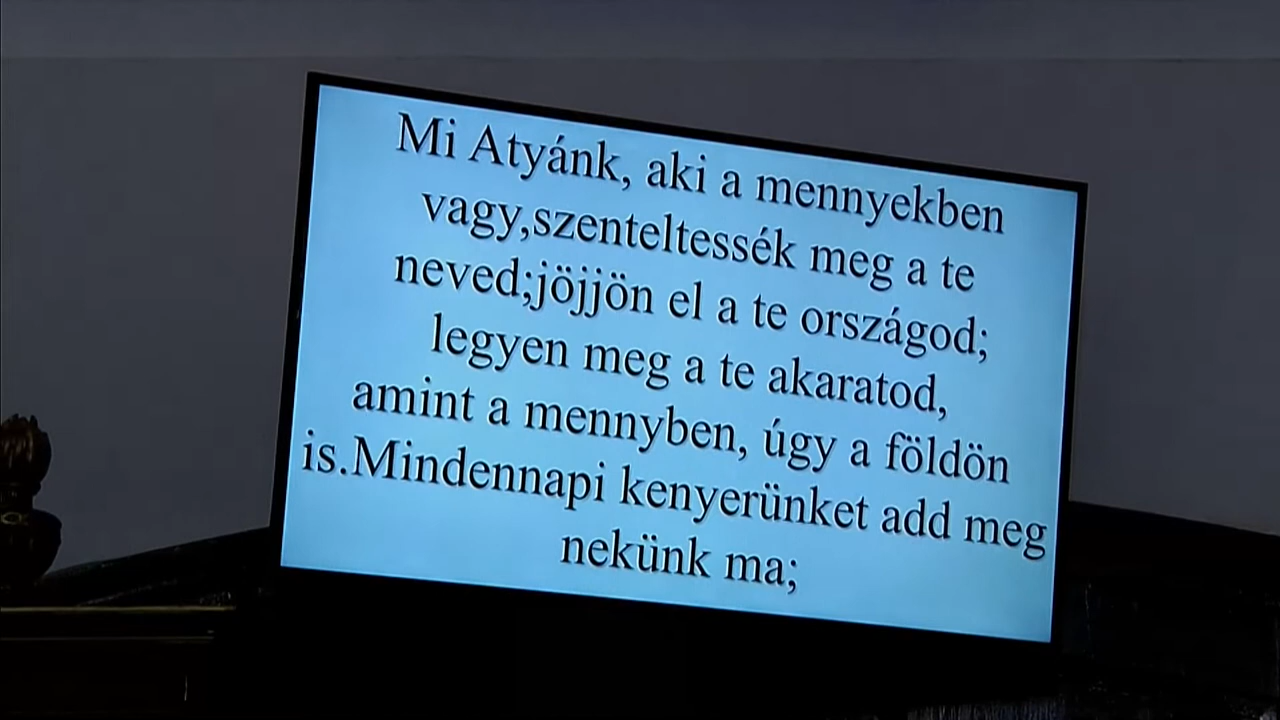 Mi Atyánk, aki a mennyekben
vagy,szenteltessék meg a te
neved;jöjjön el a te országod;
legyen meg a te akaratod,
amint a mennyben, úgy a földön
is.Mindennapi kenyerünket add meg
nekünk ma;